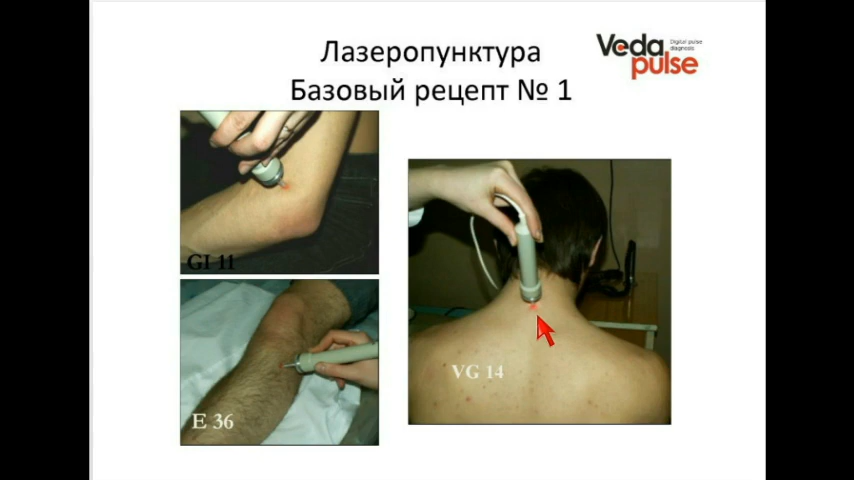 Лазеропунктура
Базовый рецепт № 1
Veda pulse
Digital pulse
diagnosis
GI 11
E 36
VG 14